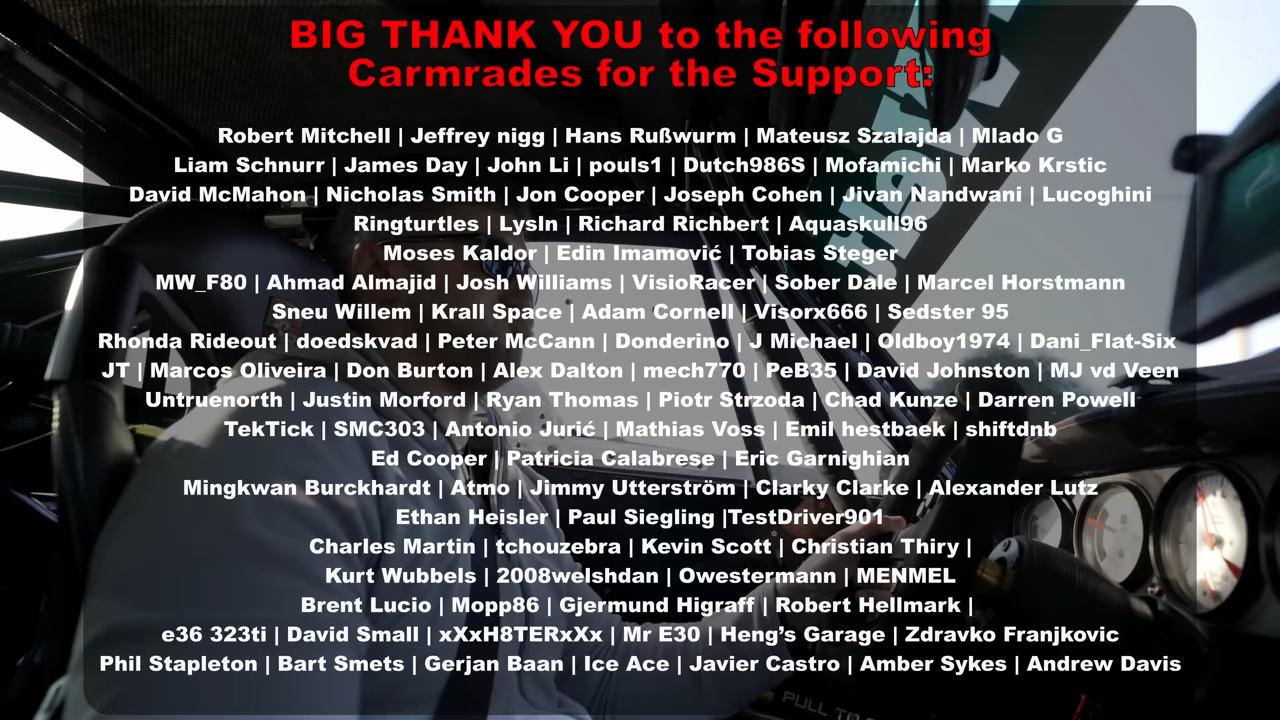 BIG THANK YOU to the following
Carmrades for the Support:
Robert Mitchell | Jeffrey nigg | Hans Rußwurm | Mateusz Szalajda | Mlado G
Liam Schnurr | James Day | John Li | pouls1 | Dutch986S | Mofamichi | Marko Krstic
David McMahon | Nicholas Smith | Jon Cooper | Joseph Cohen | Jivan Nandwani | Lucoghini
Ringturtles | Lysln | Richard Richbert | Aquaskull96
Moses Kaldor | Edin Imamović | Tobias Steger
MW_F80 | Ahmad Almajid | Josh Williams | VisioRacer | Sober Dale | Marcel Horstmann
Sneu Willem | Krall Space | Adam Cornell | Visorx666 | Sedster 95
Rhonda Rideout | doedskvad | Peter McCann | Donderino | J Michael | Oldboy1974 | Dani_Flat-Six
JT | Marcos Oliveira | Don Burton | Alex Dalton | mech770 | PeB35 | David Johnston | MJ vd Veen
Untruenorth | Justin Morford | Ryan Thomas | Piotr Strzoda | Chad Kunze | Darren Powell
TekTick | SMC303 | Antonio Jurić | Mathias Voss | Emil hestbaek | shiftdnb
Ed Cooper | Patricia Calabrese | Eric Garnighian
Mingkwan Burckhardt | Atmo | Jimmy Utterström | Clarky Clarke | Alexander Lutz
Ethan Heisler | Paul Siegling |TestDriver901
Charles Martin | tchouzebra | Kevin Scott | Christian Thiry |
Kurt Wubbels | 2008welshdan | Owestermann | MENMEL
Brent Lucio | Mopp86 | Gjermund Higraff | Robert Hellmark |
e36 323ti | David Small | xXxH8TERxXx | Mr E30 | Heng’s Garage | Zdravko Franjkovic
Phil Stapleton | Bart Smets | Gerjan Baan | Ice Ace | Javier Castro | Amber Sykes | Andrew Davis
PULL TO